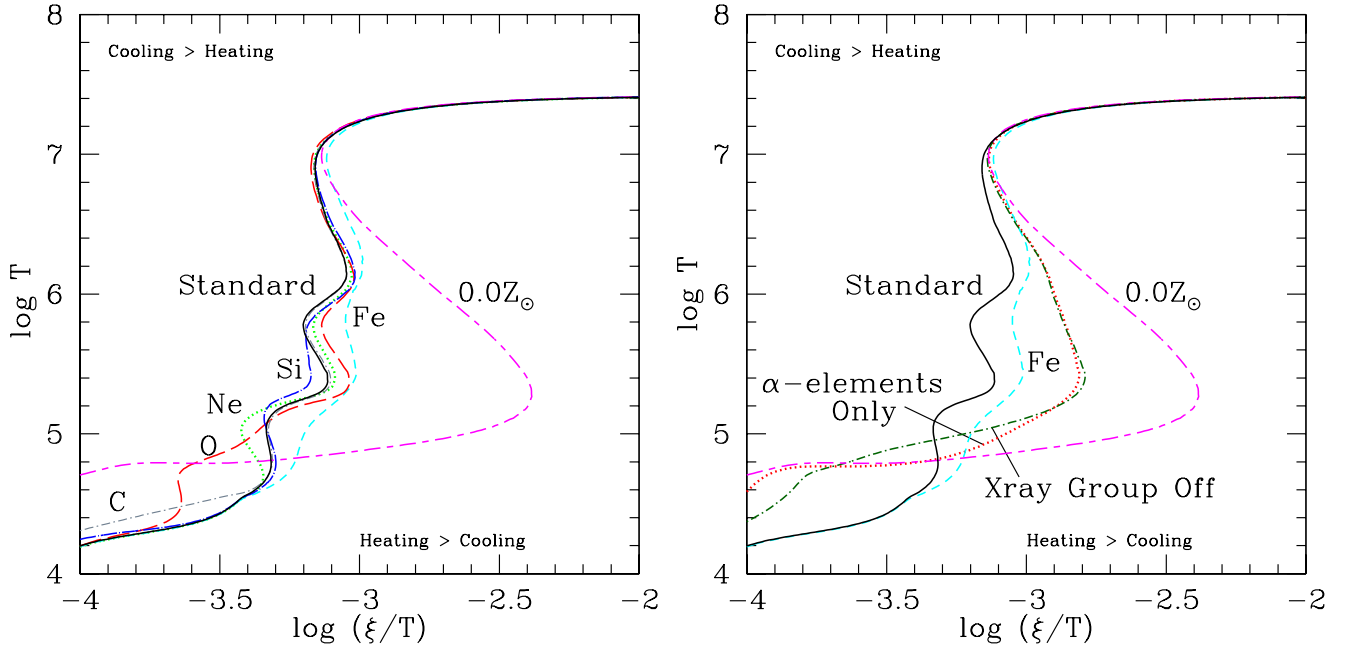 8
Cooling > Heating
7
Standard
0.0Z⊙
6
log T
Fe
Si
Ne
O
5
C
Heating > Cooling
4
−4
−3.5
−3
−2.5
−2
log (ξ/T)
8
Cooling > Heating
7
Standard
0.0Z⊙
6
log T
Fe
α−elements
Only
5
Xray Group Off
Heating > Cooling
4
−4
−3.5
−3
−2.5
−2
log (ξ/T)